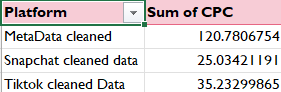 Platform Sum of CPC
MetaData cleaned 120.7806754
Snapchat cleaned data 25.03421191
Tiktok cleaned Data 35.23299865